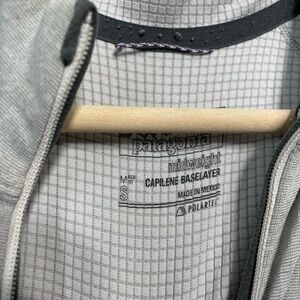 patagonia
midweight
CAPILENE BASELAYER
MADE IN MEXICO
M
S
POLARTEC